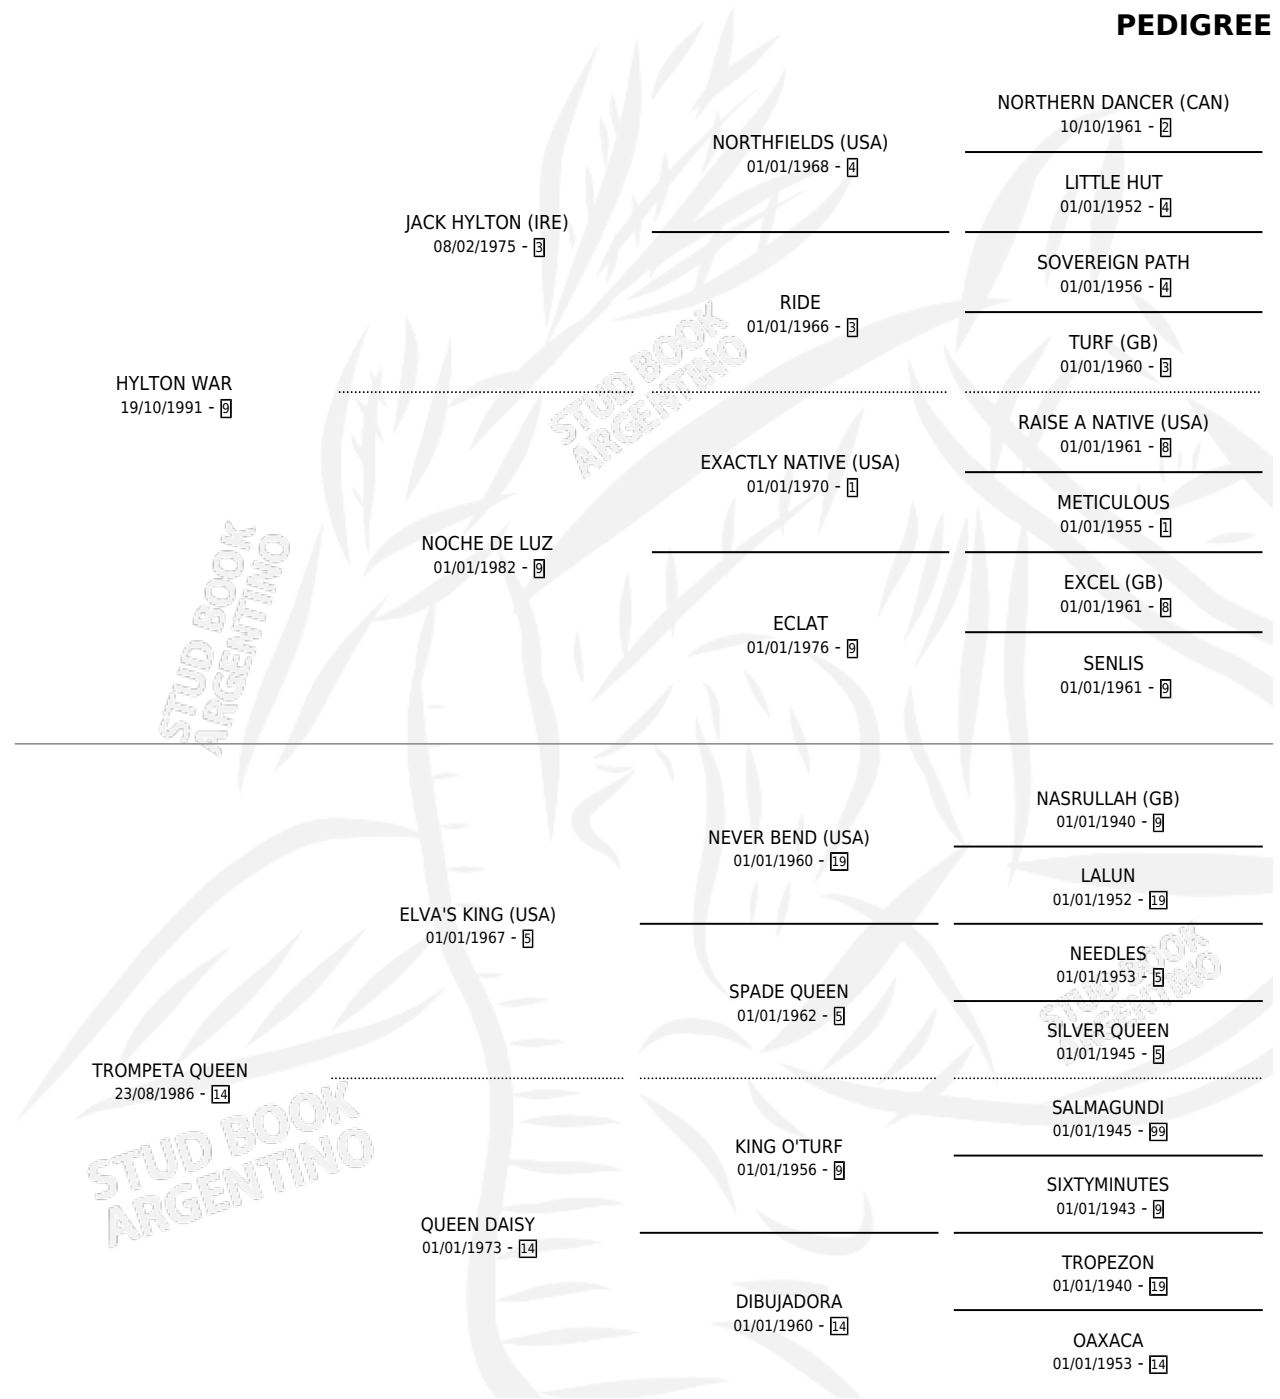 PEDIGREE
NORTHERN DANCER (CAN)
10/10/1961 - 2
NORTHFIELDS (USA)
01/01/1968 - 4
LITTLE HUT
01/01/1952 - 4
JACK HYLTON (IRE)
08/02/1975 - 3
SOVEREIGN PATH
01/01/1956 - 4
RIDE
01/01/1966 - 3
TURF (GB)
01/01/1960 - 3
HYLTON WAR
19/10/1991 - 9
RAISE A NATIVE (USA)
01/01/1961 - 8
EXACTLY NATIVE (USA)
01/01/1970 - 1
METICULOUS
01/01/1955 - 1
NOCHE DE LUZ
01/01/1982 - 9
EXCEL (GB)
01/01/1961 - 8
ECLAT
01/01/1976 - 9
SENLIS
01/01/1961 - 9
STUD BOOK
ARGENTINO
STUD BOOK
ARGENTINO
NASRULLAH (GB)
01/01/1940 - 9
NEVER BEND (USA)
01/01/1960 - 19
LALUN
01/01/1952 - 19
ELVA'S KING (USA)
01/01/1967 - 5
NEEDLES
01/01/1953 - 5
SPADE QUEEN
01/01/1962 - 5
SILVER QUEEN
01/01/1945 - 5
STUD BOOK
ARGENTINO
TROMPETA QUEEN
23/08/1986 - 14
SALMAGUNDI
01/01/1945 - 99
KING O'TURF
01/01/1956 - 9
SIXTYMINUTES
01/01/1943 - 9
STUD BOOK
ARGENTINO
QUEEN DAISY
01/01/1973 - 14
TROPEZON
01/01/1940 - 19
DIBUJADORA
01/01/1960 - 14
OAXACA
01/01/1953 - 14